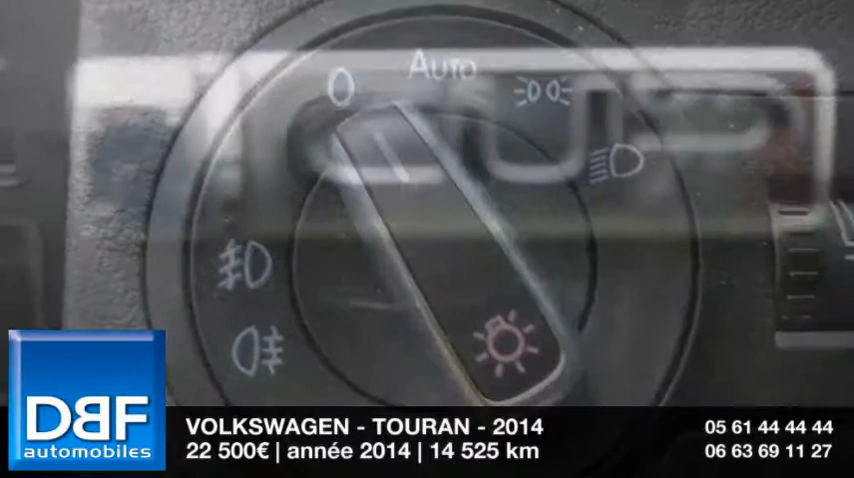 0 AUTO
DBF
automobiles
VOLKSWAGEN - TOURAN - 2014
22 500€ | année 2014 | 14 525 km
05 61 44 44 44
06 63 69 11 27